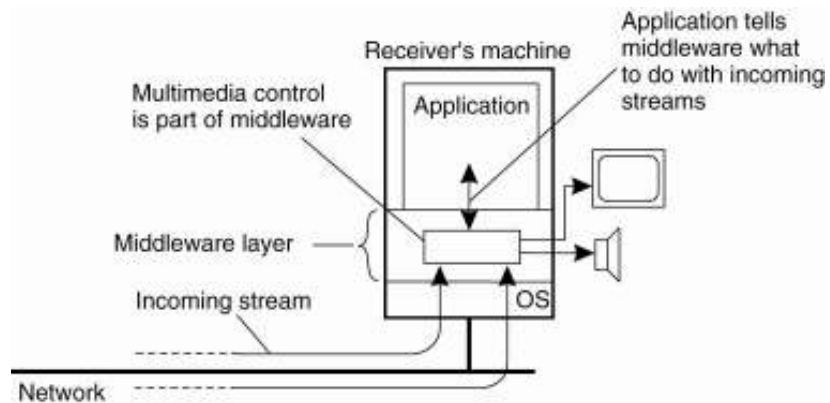 Application tells
middleware what
to do with incoming
streams
Receiver's machine
Multimedia control
is part of middleware
Application
Middleware layer
Incoming stream
OS
Network